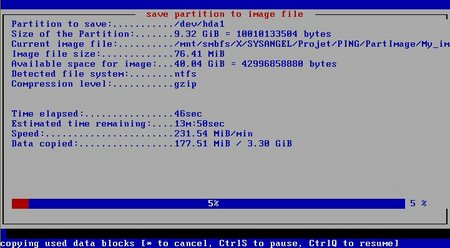 save partition to image file
Partition to save:.........../dev/hda1
Size of the Partition:.......9.32 GiB = 10010133504 bytes
Current image file:........../mnt/smbfs/X/SYSANGEL/Projet/PING/PartImage/My_im
Image file size:.............76.41 MiB
Available space for image:...40.04 GiB = 42996858880 bytes
Detected file system:........ntfs
Compression level:...........gzip
Time elapsed:................46sec
Estimated time remaining:....13m:50sec
Speed:.......................231.54 MiB/min
Data copied:.................177.51 MiB / 3.30 GiB
5% 5 %
copying used data blocks [* to cancel, CtrlS to pause, CtrlQ to resume]